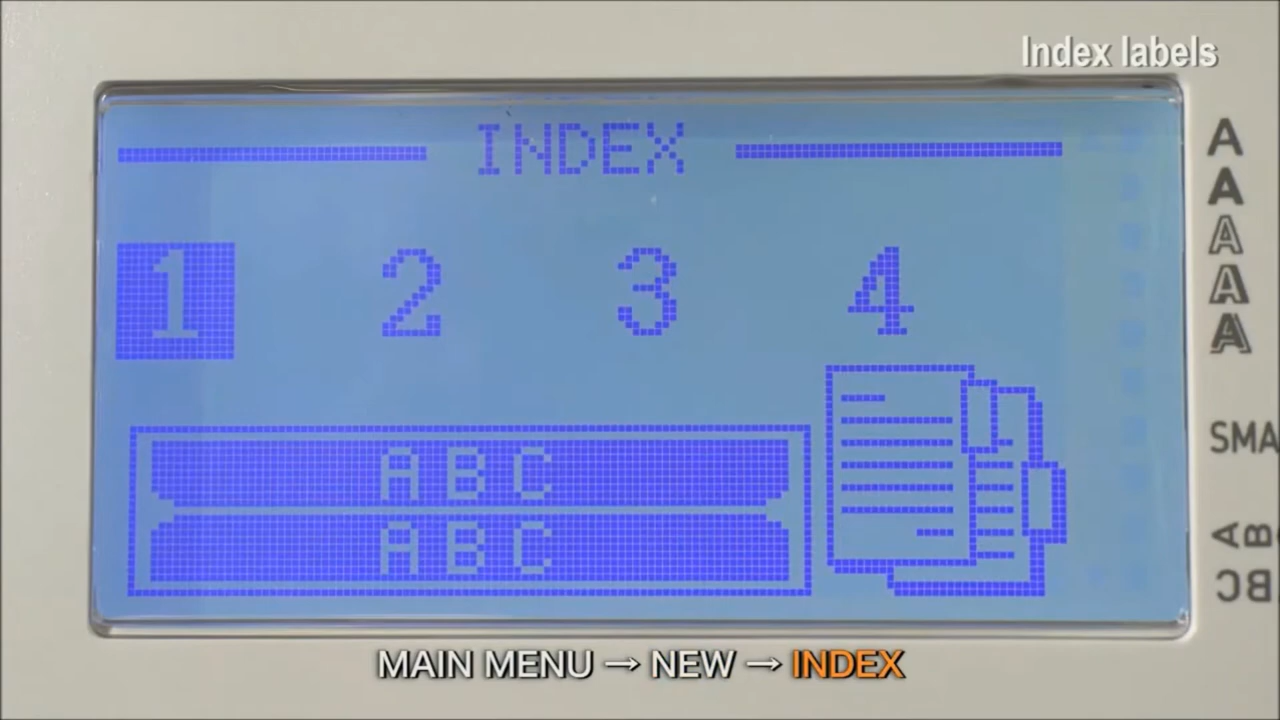 Index labels
INDEX
1 2 3 4
ABC
ABC
A
A
A
A
A
SMA
AB
BC
MAIN MENU → NEW → INDEX